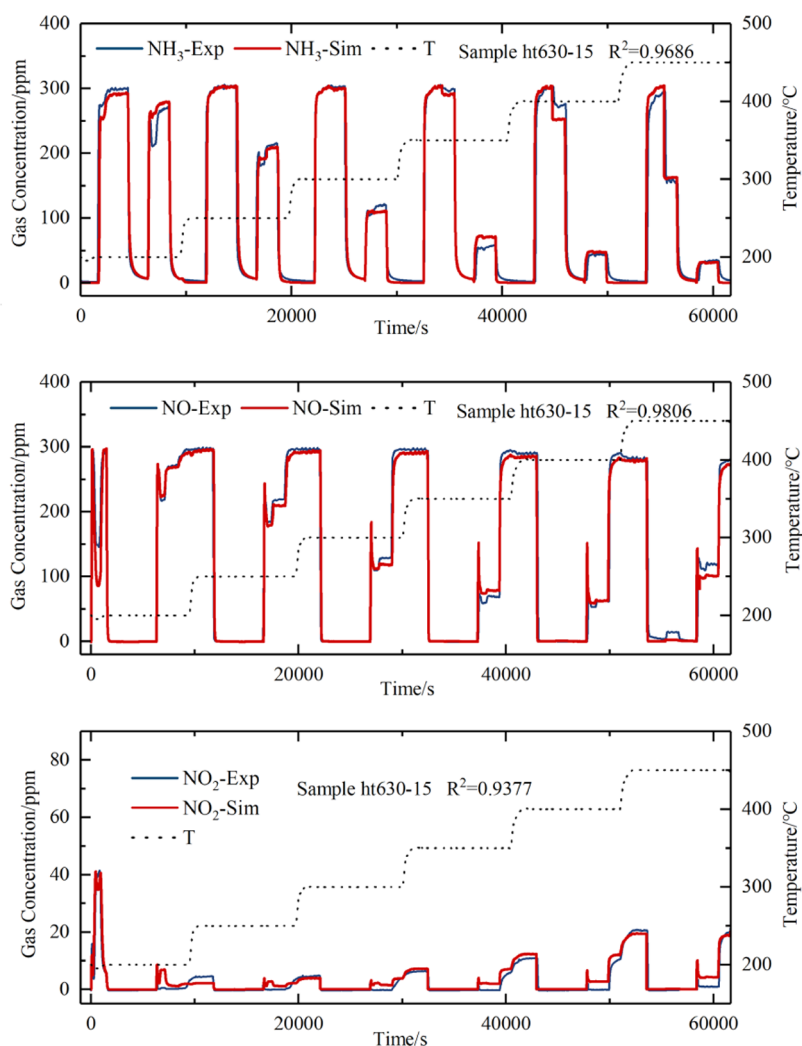 NH₃-Exp NH₃-Sim T Sample ht630-15 R²=0.9686
Gas Concentration/ppm
400
300
200
100
0
500
400
300
200
Temperature/°C
0 20000 40000 60000
Time/s
NO-Exp NO-Sim T Sample ht630-15 R²=0.9806
Gas Concentration/ppm
400
300
200
100
0
500
400
300
200
Temperature/°C
0 20000 40000 60000
Time/s
NO₂-Exp
NO₂-Sim
T
Sample ht630-15 R²=0.9377
Gas Concentration/ppm
80
60
40
20
0
500
400
300
200
Temperature/°C
0 20000 40000 60000
Time/s